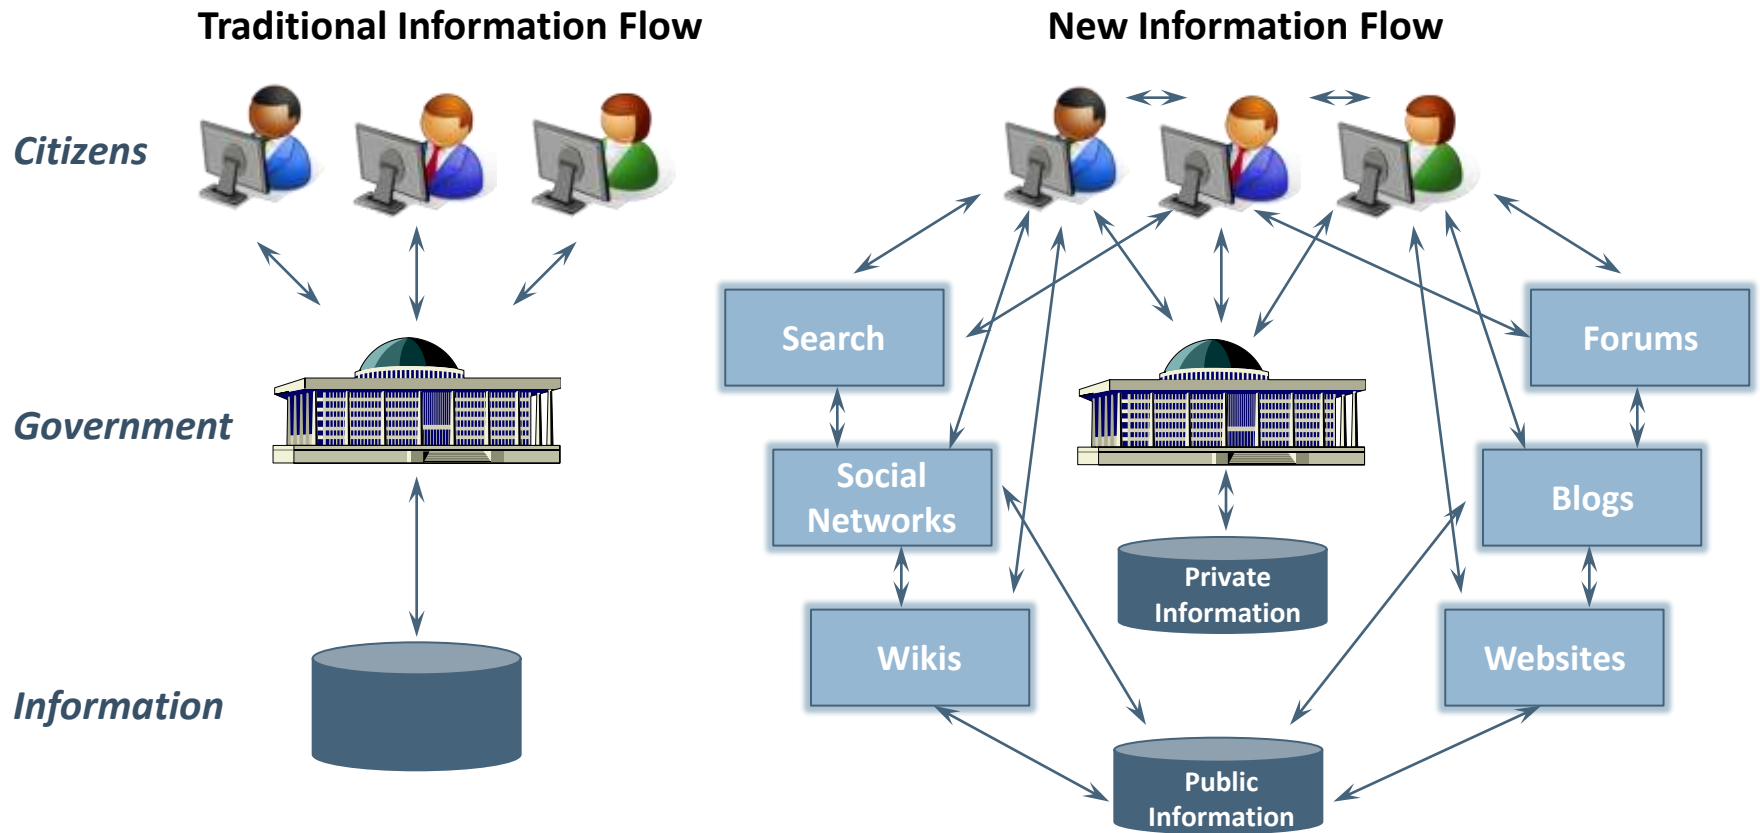 Traditional Information Flow
New Information Flow
Citizens
Government
Information
Search
Forums
Social
Networks
Blogs
Private
Information
Wikis
Websites
Public
Information